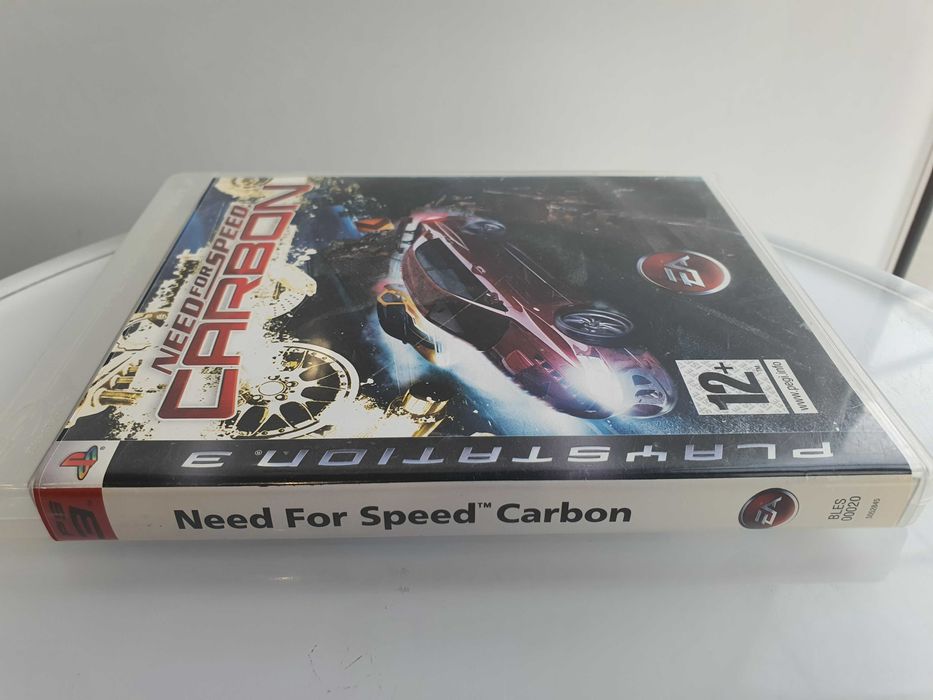 NEED FOR SPEED
CARBON
EA
12+
www.pegi.info
PLAYSTATION 3
PS3
Need For Speed™ Carbon
EA
BLES
00020